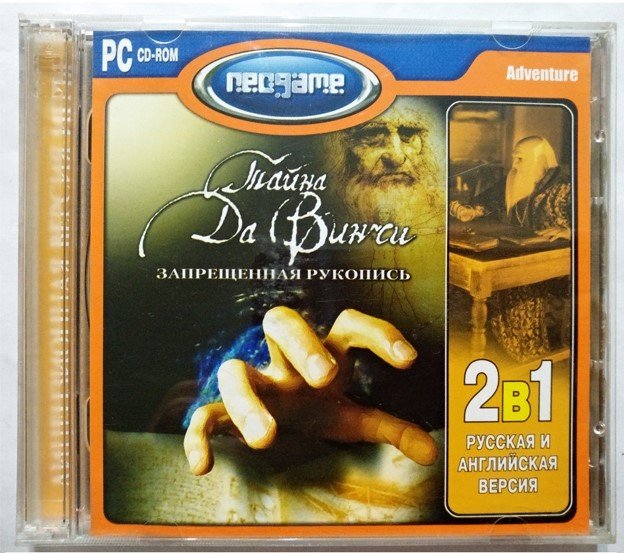 PC CD-ROM
neogame
Adventure
Тайна
Да Винчи
ЗАПРЕЩЕННАЯ РУКОПИСЬ
2в1
РУССКАЯ И
АНГЛИЙСКАЯ
ВЕРСИЯ